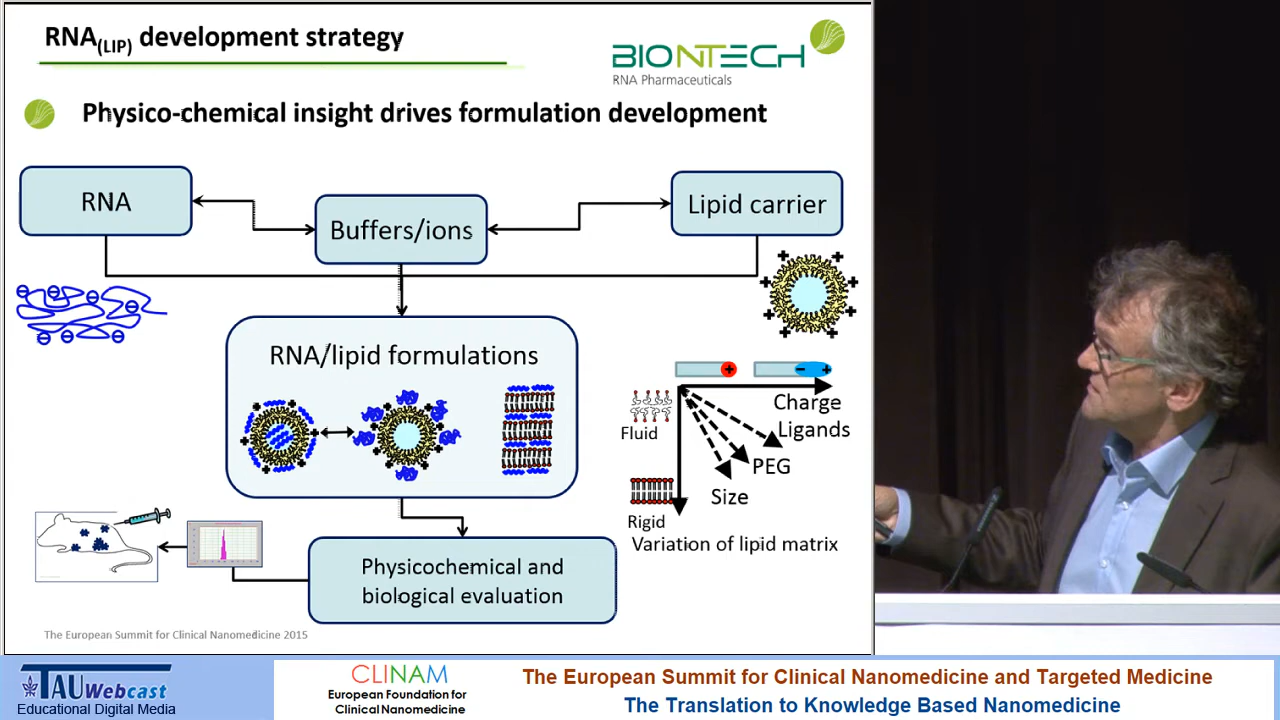 RNA(LIP) development strategy
BIONTECH
RNA Pharmaceuticals
Physico-chemical insight drives formulation development
RNA
Buffers/ions
Lipid carrier
RNA/lipid formulations
Fluid
Rigid
Charge
Ligands
PEG
Size
Variation of lipid matrix
Physicochemical and
biological evaluation
The European Summit for Clinical Nanomedicine 2015
TAU Webcast
Educational Digital Media
CLINAM
European Foundation for
Clinical Nanomedicine
The European Summit for Clinical Nanomedicine and Targeted Medicine
The Translation to Knowledge Based Nanomedicine